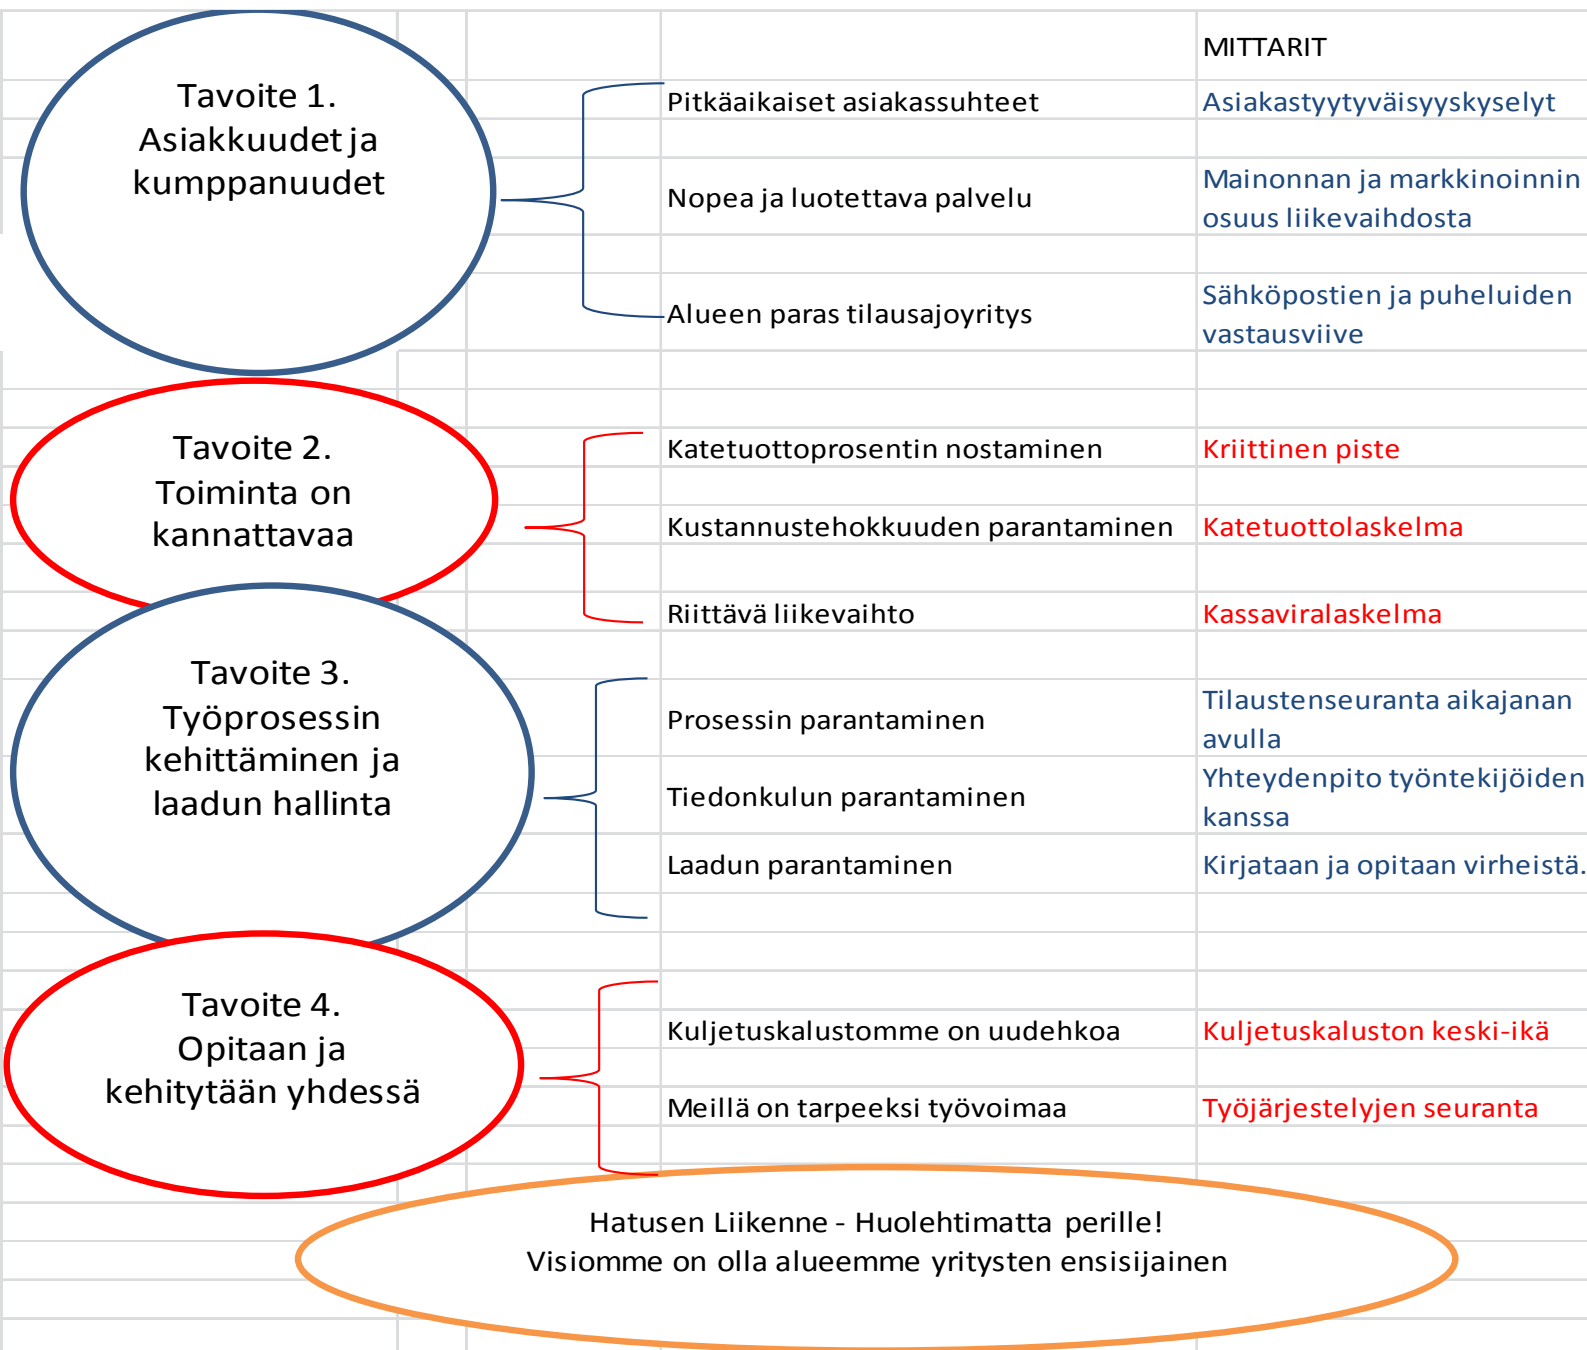 MITTARIT
Tavoite 1.
Asiakkuudet ja
kumppanuudet
Pitkäaikaiset asiakassuhteet
Asiakastyytyväisyyskyselyt
Nopea ja luotettava palvelu
Mainonnan ja markkinoinnin
osuus liikevaihdosta
Alueen paras tilausajoyritys
Sähköpostien ja puheluiden
vastausviive
Tavoite 2.
Toiminta on
kannattavaa
Katetuottoprosentin nostaminen
Kriittinen piste
Kustannustehokkuuden parantaminen
Katetuottolaskelma
Riittävä liikevaihto
Kassaviralaskelma
Tavoite 3.
Työprosessin
kehittäminen ja
laadun hallinta
Prosessin parantaminen
Tilaustenseuranta aikajanan
avulla
Tiedonkulun parantaminen
Yhteydenpito työntekijöiden
kanssa
Laadun parantaminen
Kirjataan ja opitaan virheistä.
Tavoite 4.
Opitaan ja
kehitytään yhdessä
Kuljetuskalustomme on uudehkoa
Kuljetuskaluston keski-ikä
Meillä on tarpeeksi työvoimaa
Työjärjestelyjen seuranta
Hatusen Liikenne - Huolehtimatta perille!
Visiomme on olla alueemme yritysten ensisijainen